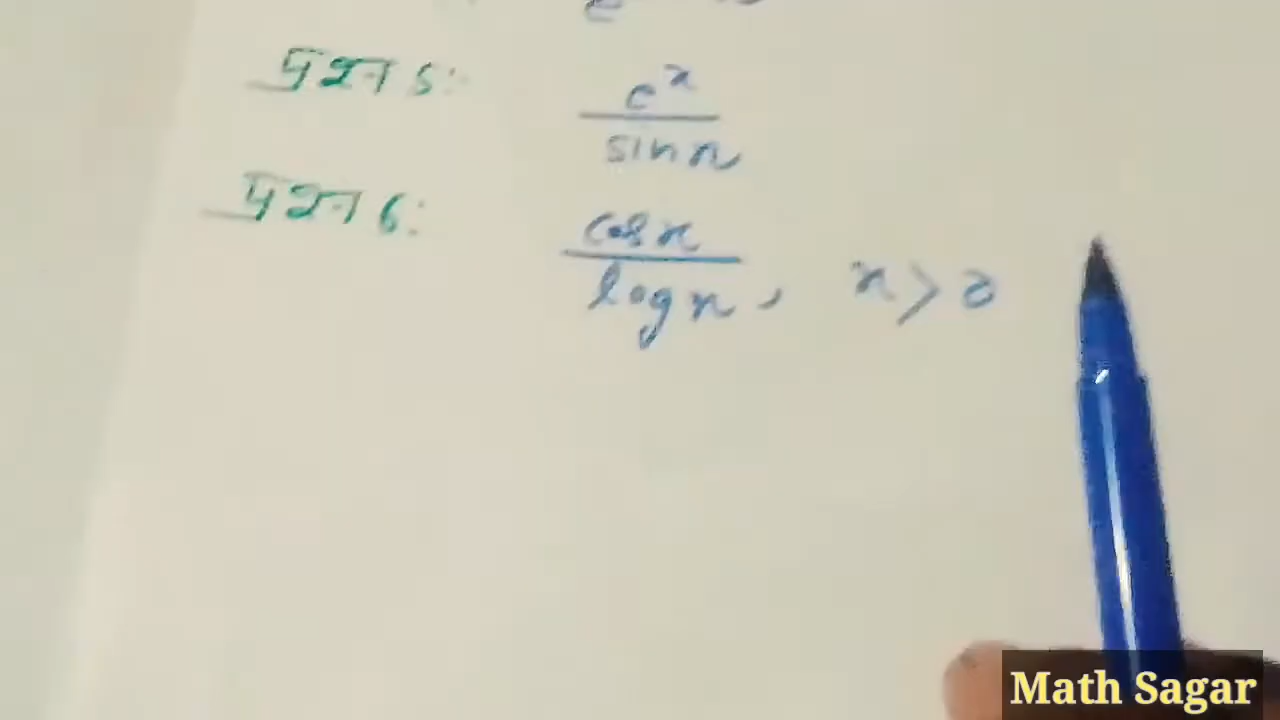 प्रश्न 5:
e^x
sin x
प्रश्न 6:
cos x
log x , x > 0
Math Sagar